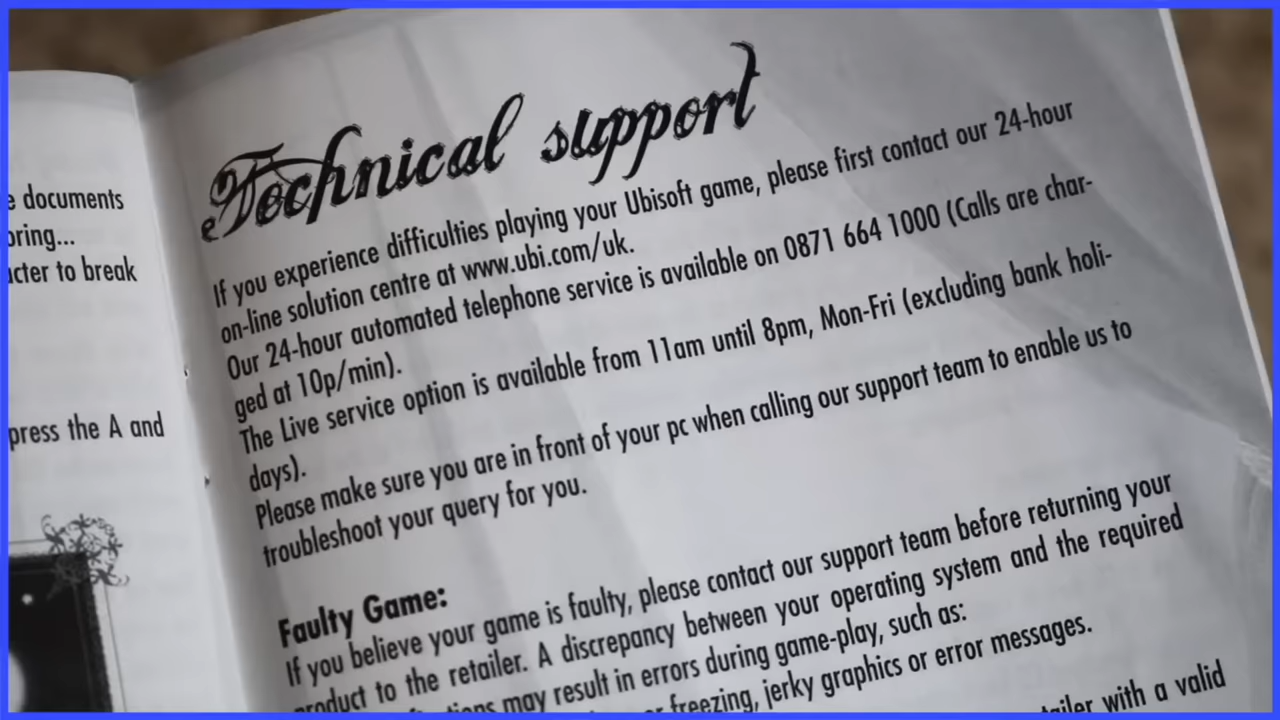 e documents
oring...
acter to break
press the A and
Technical support
If you experience difficulties playing your Ubisoft game, please first contact our 24-hour
on-line solution centre at www.ubi.com/uk.
Our 24-hour automated telephone service is available on 0871 664 1000 (Calls are char-
ged at 10p/min).
The Live service option is available from 11am until 8pm, Mon-Fri (excluding bank holi-
days).
Please make sure you are in front of your pc when calling our support team to enable us to
troubleshoot your query for you.
Faulty Game:
If you believe your game is faulty, please contact our support team before returning your
product to the retailer. A discrepancy between your operating system and the required
may result in errors during game-play, such as:
or freezing, jerky graphics or error messages.
tailer with a valid